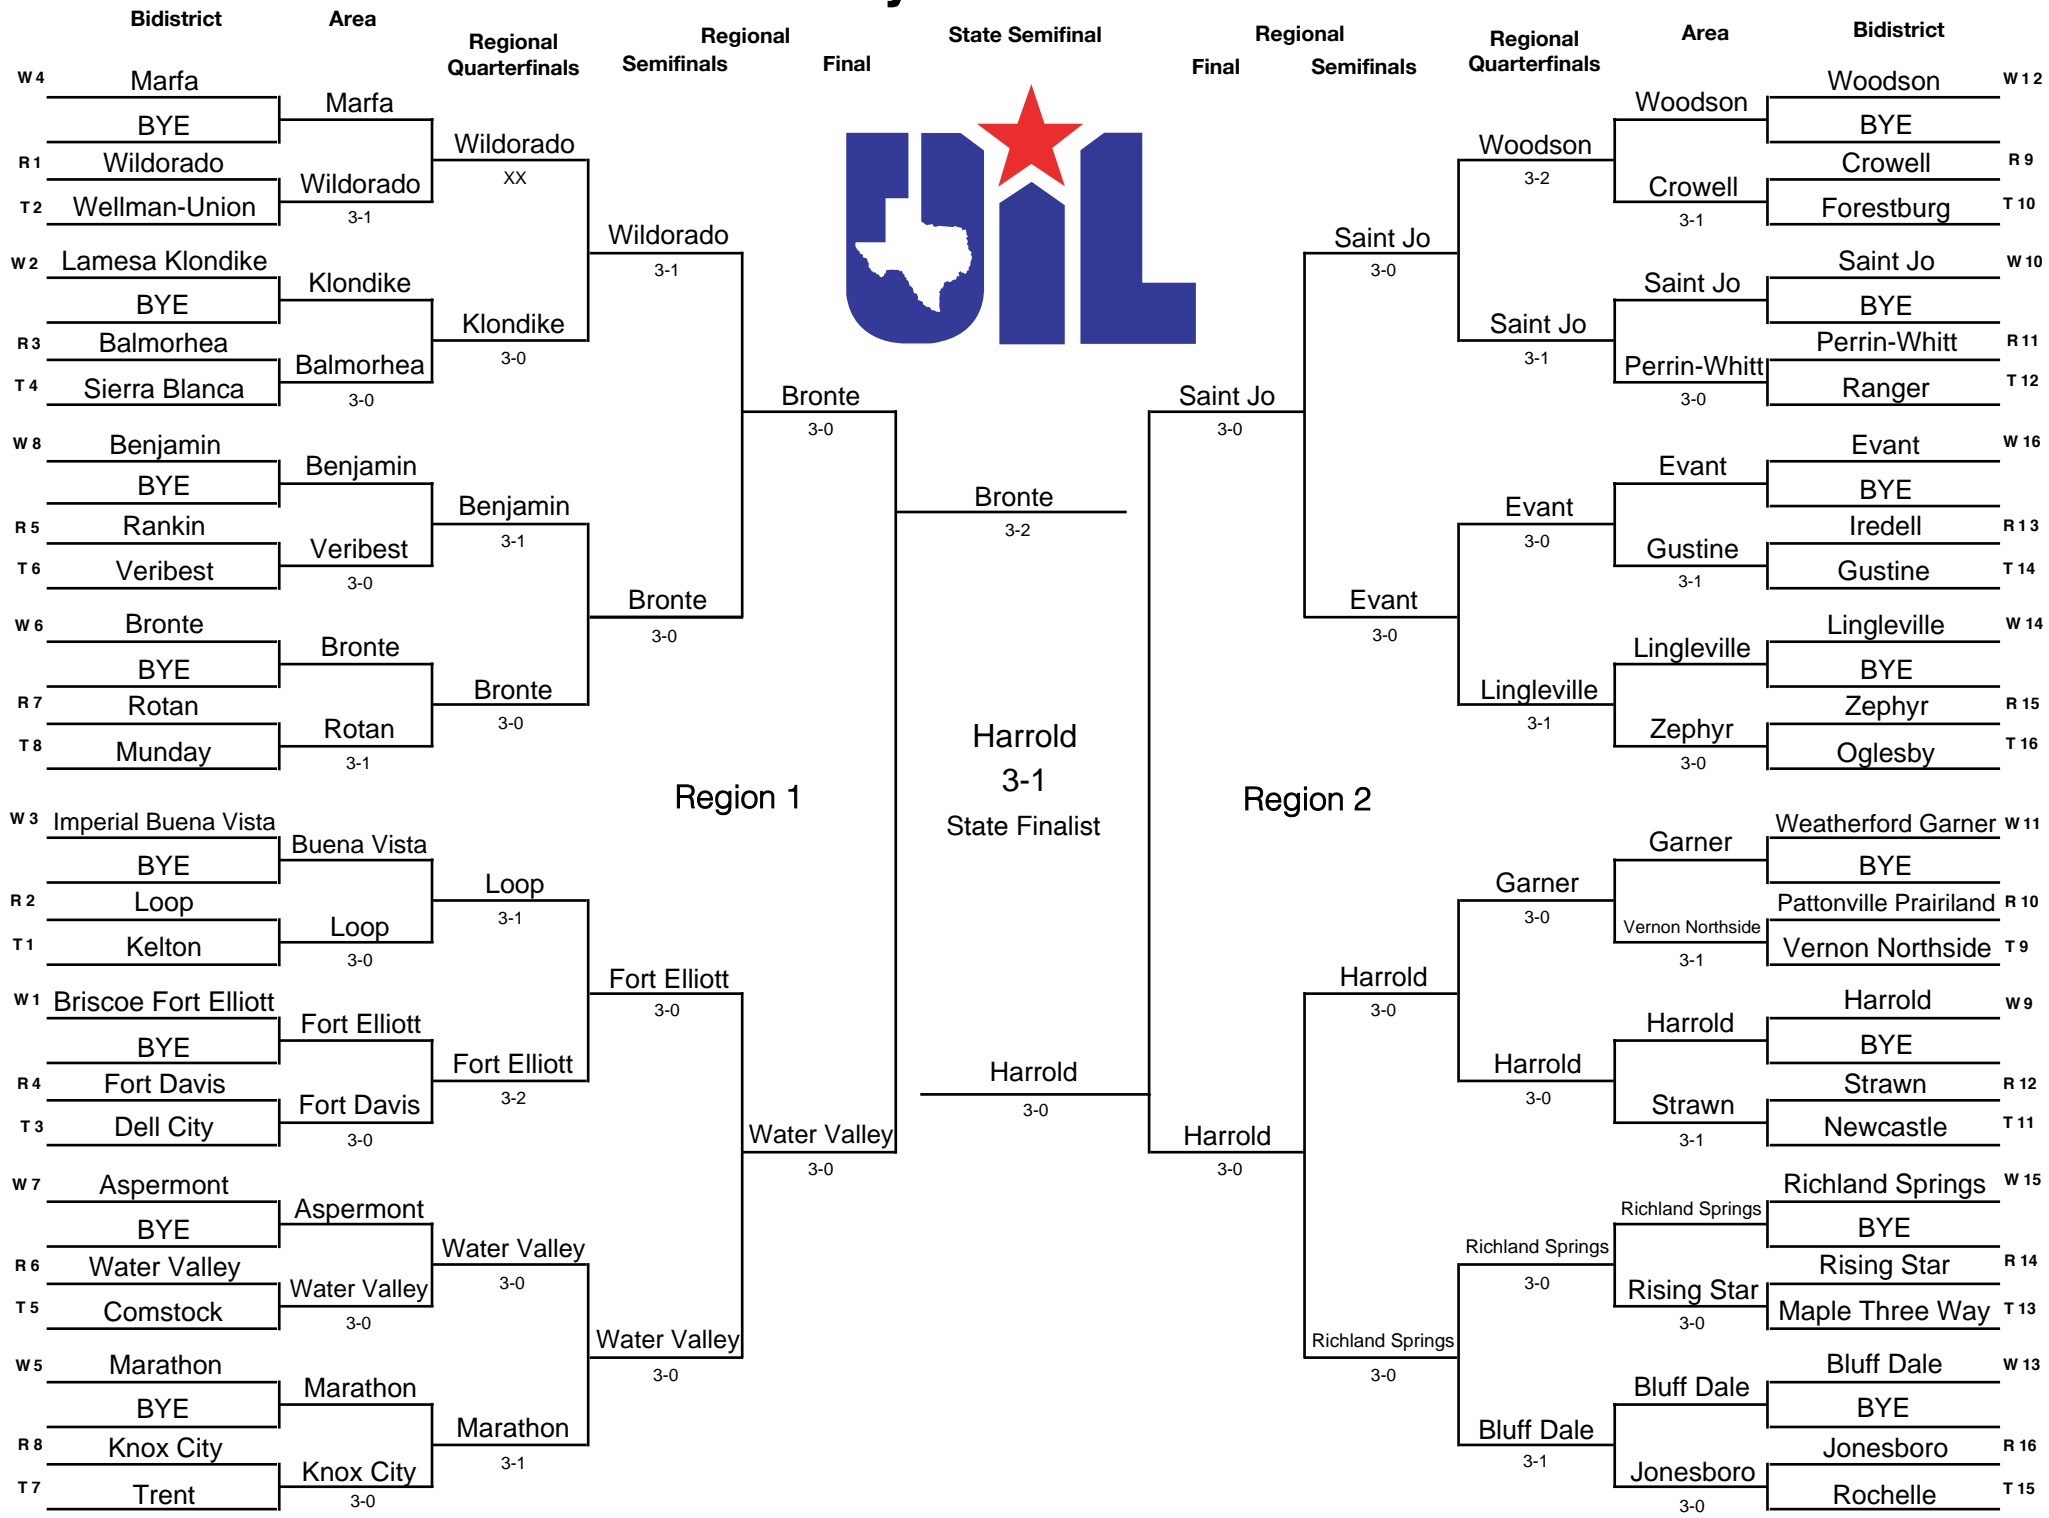 Bidistrict
Area
Regional
Quarterfinals
Regional
Semifinals
Final
State Semifinal
Regional
Final
Semifinals
Regional
Quarterfinals
Area
Bidistrict
W 4
Marfa
BYE
R 1
Wildorado
T 2
Wellman-Union
W 2
Lamesa Klondike
BYE
R 3
Balmorhea
T 4
Sierra Blanca
W 8
Benjamin
BYE
R 5
Rankin
T 6
Veribest
W 6
Bronte
BYE
R 7
Rotan
T 8
Munday
W 3
Imperial Buena Vista
BYE
R 2
Loop
T 1
Kelton
W 1
Briscoe Fort Elliott
BYE
R 4
Fort Davis
T 3
Dell City
W 7
Aspermont
BYE
R 6
Water Valley
T 5
Comstock
W 5
Marathon
BYE
R 8
Knox City
T 7
Trent
Marfa
Wildorado
3-1
Klondike
Balmorhea
3-0
Benjamin
Veribest
3-0
Bronte
Rotan
3-1
Buena Vista
Loop
3-0
Fort Elliott
Fort Davis
3-0
Aspermont
Water Valley
3-0
Marathon
Knox City
3-0
Wildorado
XX
Klondike
3-0
Benjamin
3-1
Bronte
3-0
Loop
3-1
Fort Elliott
3-2
Water Valley
3-0
Marathon
3-1
Wildorado
3-1
Bronte
3-0
Fort Elliott
3-0
Water Valley
3-0
Bronte
3-0
Water Valley
3-0
Region 1
UIL
Bronte
3-2
Harrold
3-1
State Finalist
Harrold
3-0
Region 2
Saint Jo
3-0
Harrold
3-0
Saint Jo
3-0
Evant
3-0
Harrold
3-0
Richland Springs
3-0
Woodson
3-2
Saint Jo
3-1
Evant
3-0
Lingleville
3-1
Garner
3-0
Harrold
3-0
Richland Springs
3-0
Bluff Dale
3-1
Woodson
Crowell
3-1
Saint Jo
Perrin-Whitt
3-0
Evant
Gustine
3-1
Lingleville
Zephyr
3-0
Garner
Vernon Northside
3-1
Harrold
Strawn
3-1
Richland Springs
Rising Star
3-0
Bluff Dale
Jonesboro
3-0
Woodson
W 12
BYE
Crowell
R 9
Forestburg
T 10
Saint Jo
W 10
BYE
Perrin-Whitt
R 11
Ranger
T 12
Evant
W 16
BYE
Iredell
R 13
Gustine
T 14
Lingleville
W 14
BYE
Zephyr
R 15
Oglesby
T 16
Weatherford Garner
W 11
BYE
Pattonville Prairiland
R 10
Vernon Northside
T 9
Harrold
W 9
BYE
Strawn
R 12
Newcastle
T 11
Richland Springs
W 15
BYE
Rising Star
R 14
Maple Three Way
T 13
Bluff Dale
W 13
BYE
Jonesboro
R 16
Rochelle
T 15